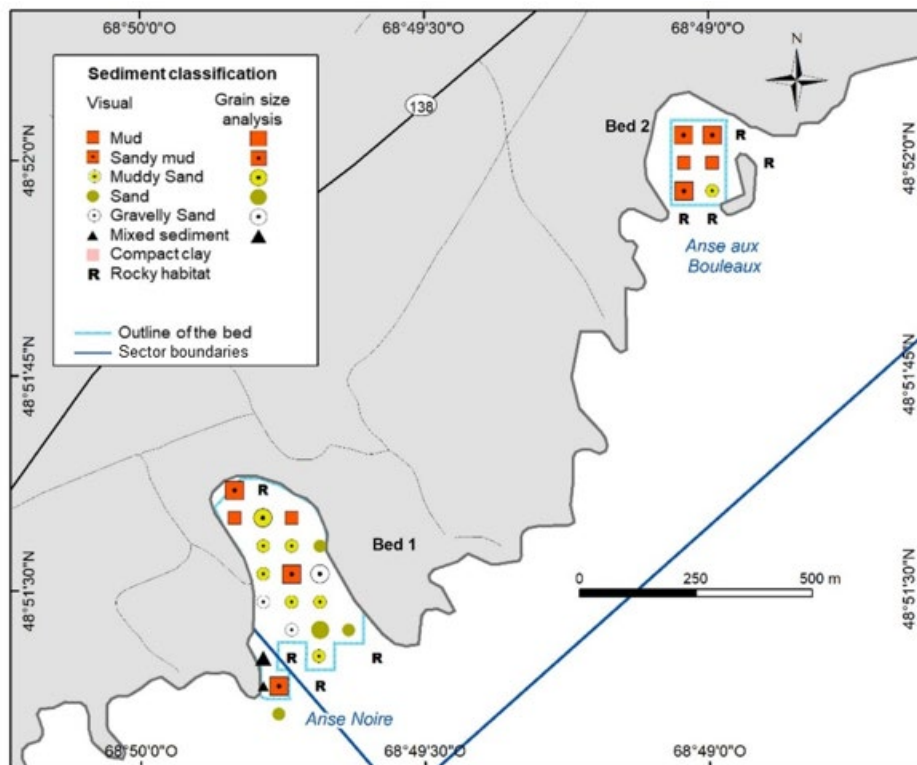 68°50'0"O
68°49'30"O
68°49'0"O
N
Sediment classification
Visual
Grain size
analysis
Mud
Sandy mud
Muddy Sand
Sand
Gravelly Sand
Mixed sediment
Compact clay
R Rocky habitat
Outline of the bed
Sector boundaries
138
Bed 2
R
R
R R
Anse aux
Bouleaux
48°52'0"N
48°52'0"N
48°51'45"N
48°51'45"N
R
Bed 1
0 250 500 m
48°51'30"N
48°51'30"N
R R
R
Anse Noire
68°50'0"O
68°49'30"O
68°49'0"O